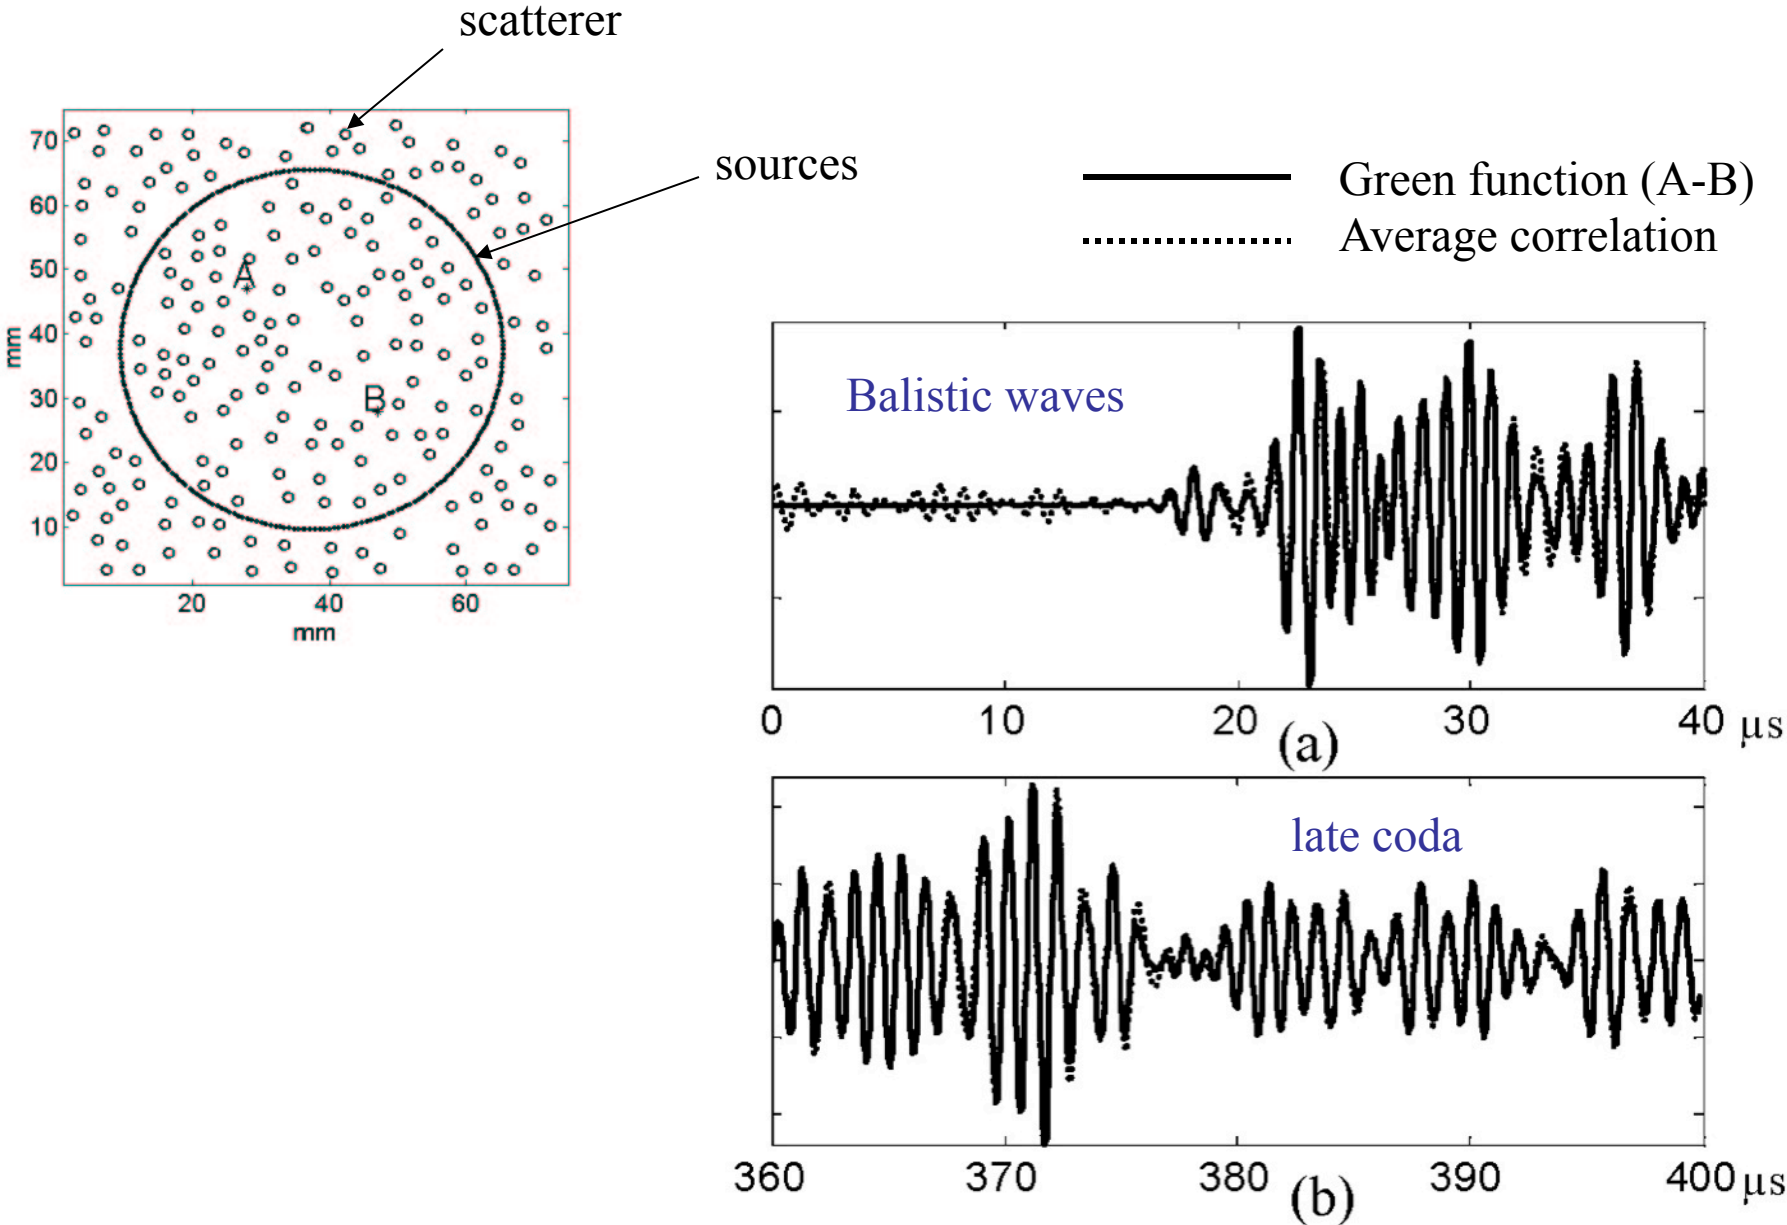 scatterer
sources
70
60
50
40
30
20
10
mm
A
B
20 40 60
mm
Green function (A-B)
Average correlation
Balistic waves
0 10 20 30 40 µs
(a)
late coda
360 370 380 390 400 µs
(b)